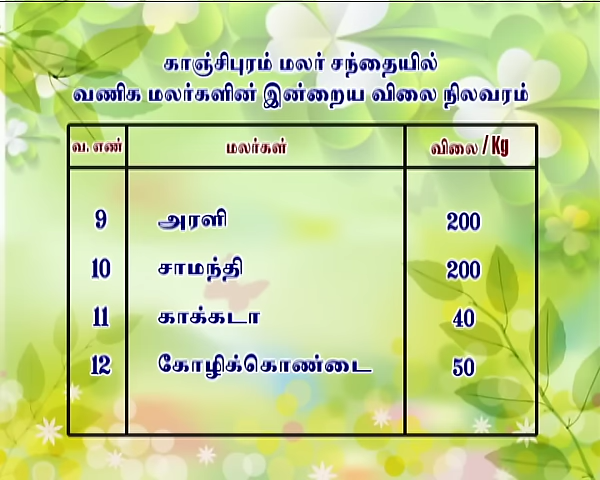 காஞ்சிபுரம் மலர் சந்தையில்
வணிக மலர்களின் இன்றைய விலை நிலவரம்
வ. எண் மலர்கள் விலை / Kg
9 அரளி 200
10 சாமந்தி 200
11 காக்கடா 40
12 கோழிக்கொண்டை 50